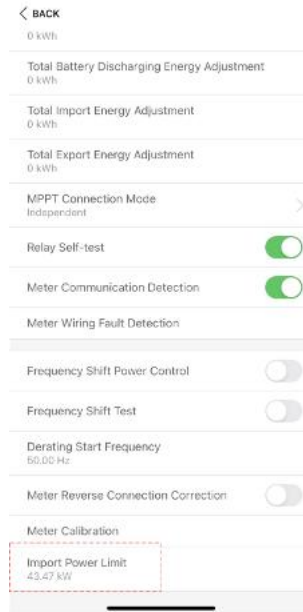 BACK
0 kWh
Total Battery Discharging Energy Adjustment
0 kWh
Total Import Energy Adjustment
0 kWh
Total Export Energy Adjustment
0 kWh
MPPT Connection Mode
Independent
Relay Self-test
Meter Communication Detection
Meter Wiring Fault Detection
Frequency Shift Power Control
Frequency Shift Test
Derating Start Frequency
50.00 Hz
Meter Reverse Connection Correction
Meter Calibration
Import Power Limit
43.47 kW